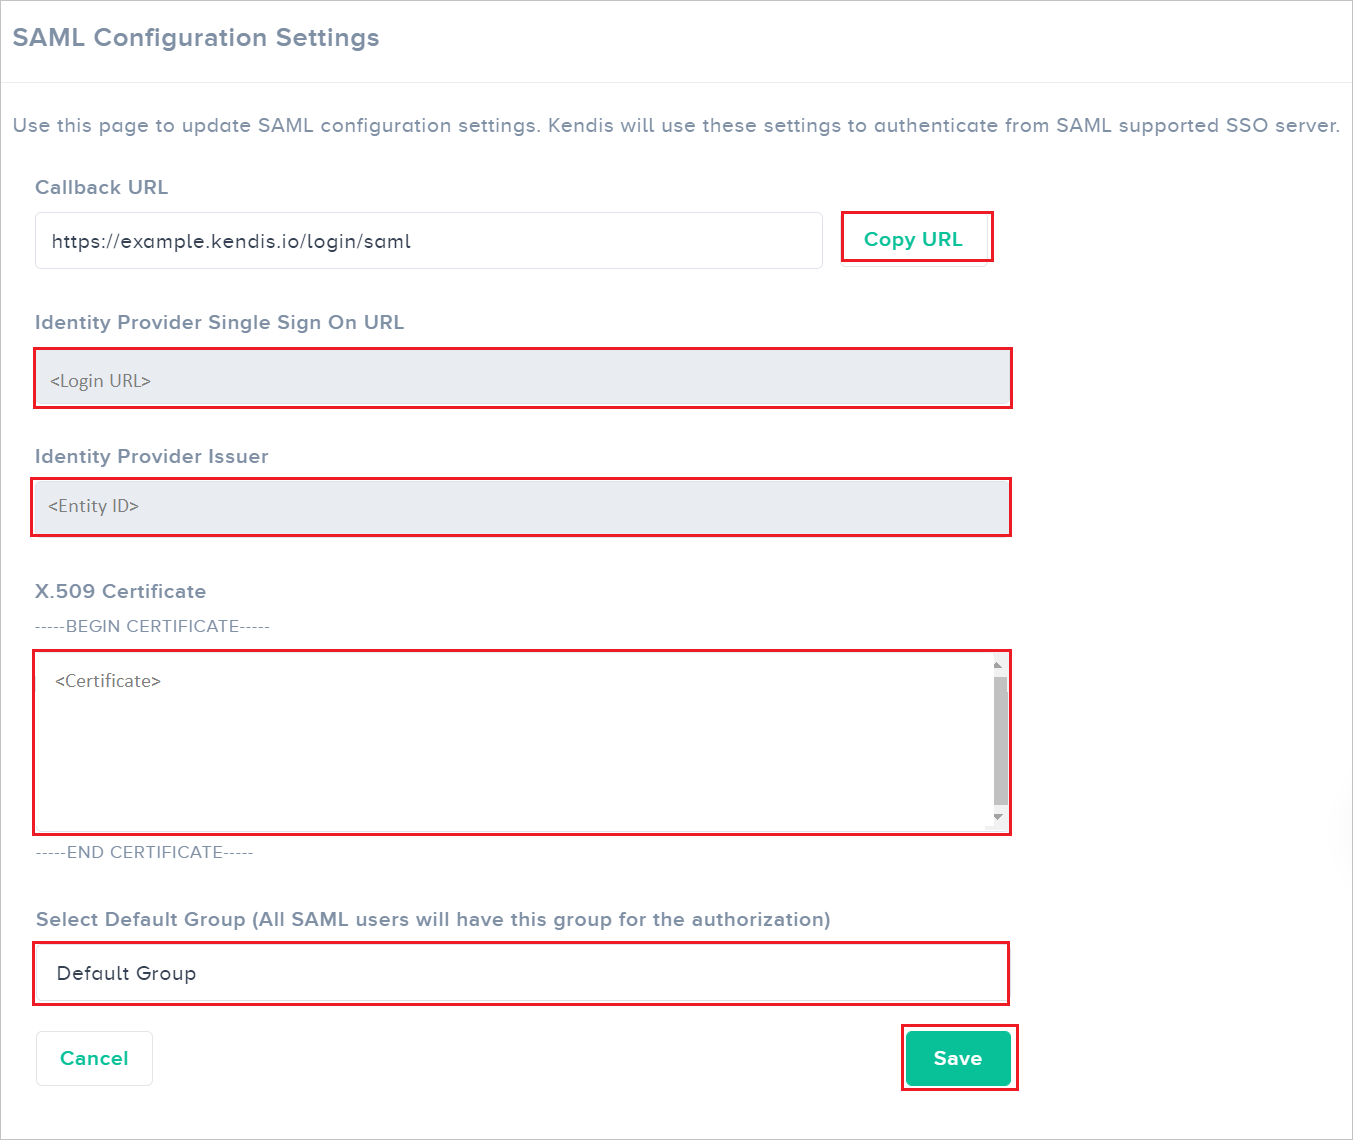 SAML Configuration Settings
Use this page to update SAML configuration settings. Kendis will use these settings to authenticate from SAML supported SSO server.
Callback URL
https://example.kendis.io/login/saml
Copy URL
Identity Provider Single Sign On URL
<Login URL>
Identity Provider Issuer
<Entity ID>
X.509 Certificate
-----BEGIN CERTIFICATE-----
<Certificate>
-----END CERTIFICATE-----
Select Default Group (All SAML users will have this group for the authorization)
Default Group
Cancel
Save